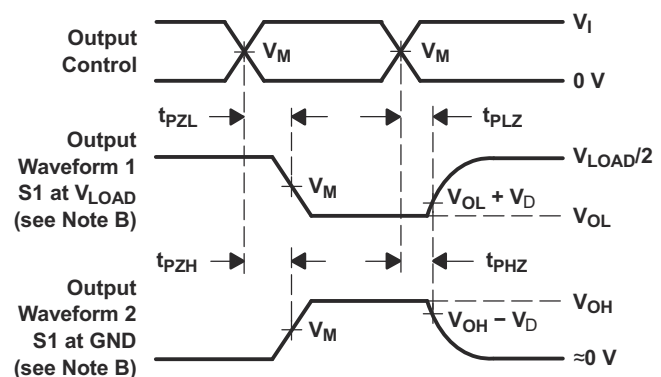 Output
Control
V_M
V_M
V_I
0 V
t_PZL
t_PLZ
Output
Waveform 1
S1 at V_LOAD
(see Note B)
V_M
V_LOAD/2
V_OL + V_D
V_OL
t_PZH
t_PHZ
Output
Waveform 2
S1 at GND
(see Note B)
V_M
V_OH
V_OH − V_D
≈0 V